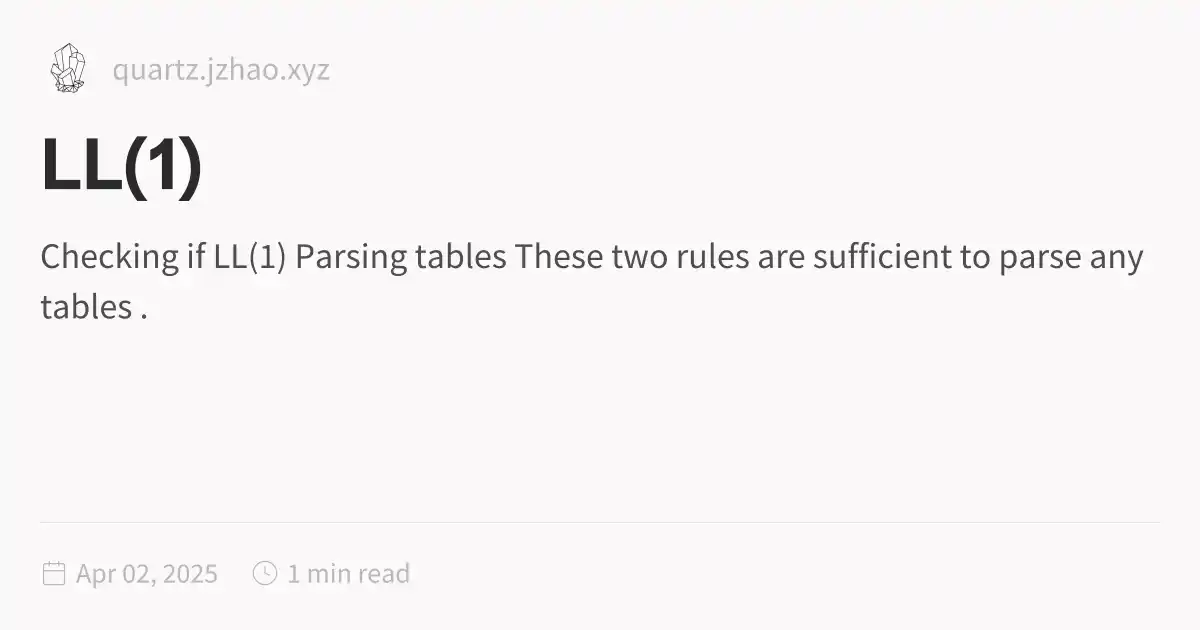 quartz.jzhao.xyz
LL(1)
Checking if LL(1) Parsing tables These two rules are sufficient to parse any
tables .
Apr 02, 2025 1 min read